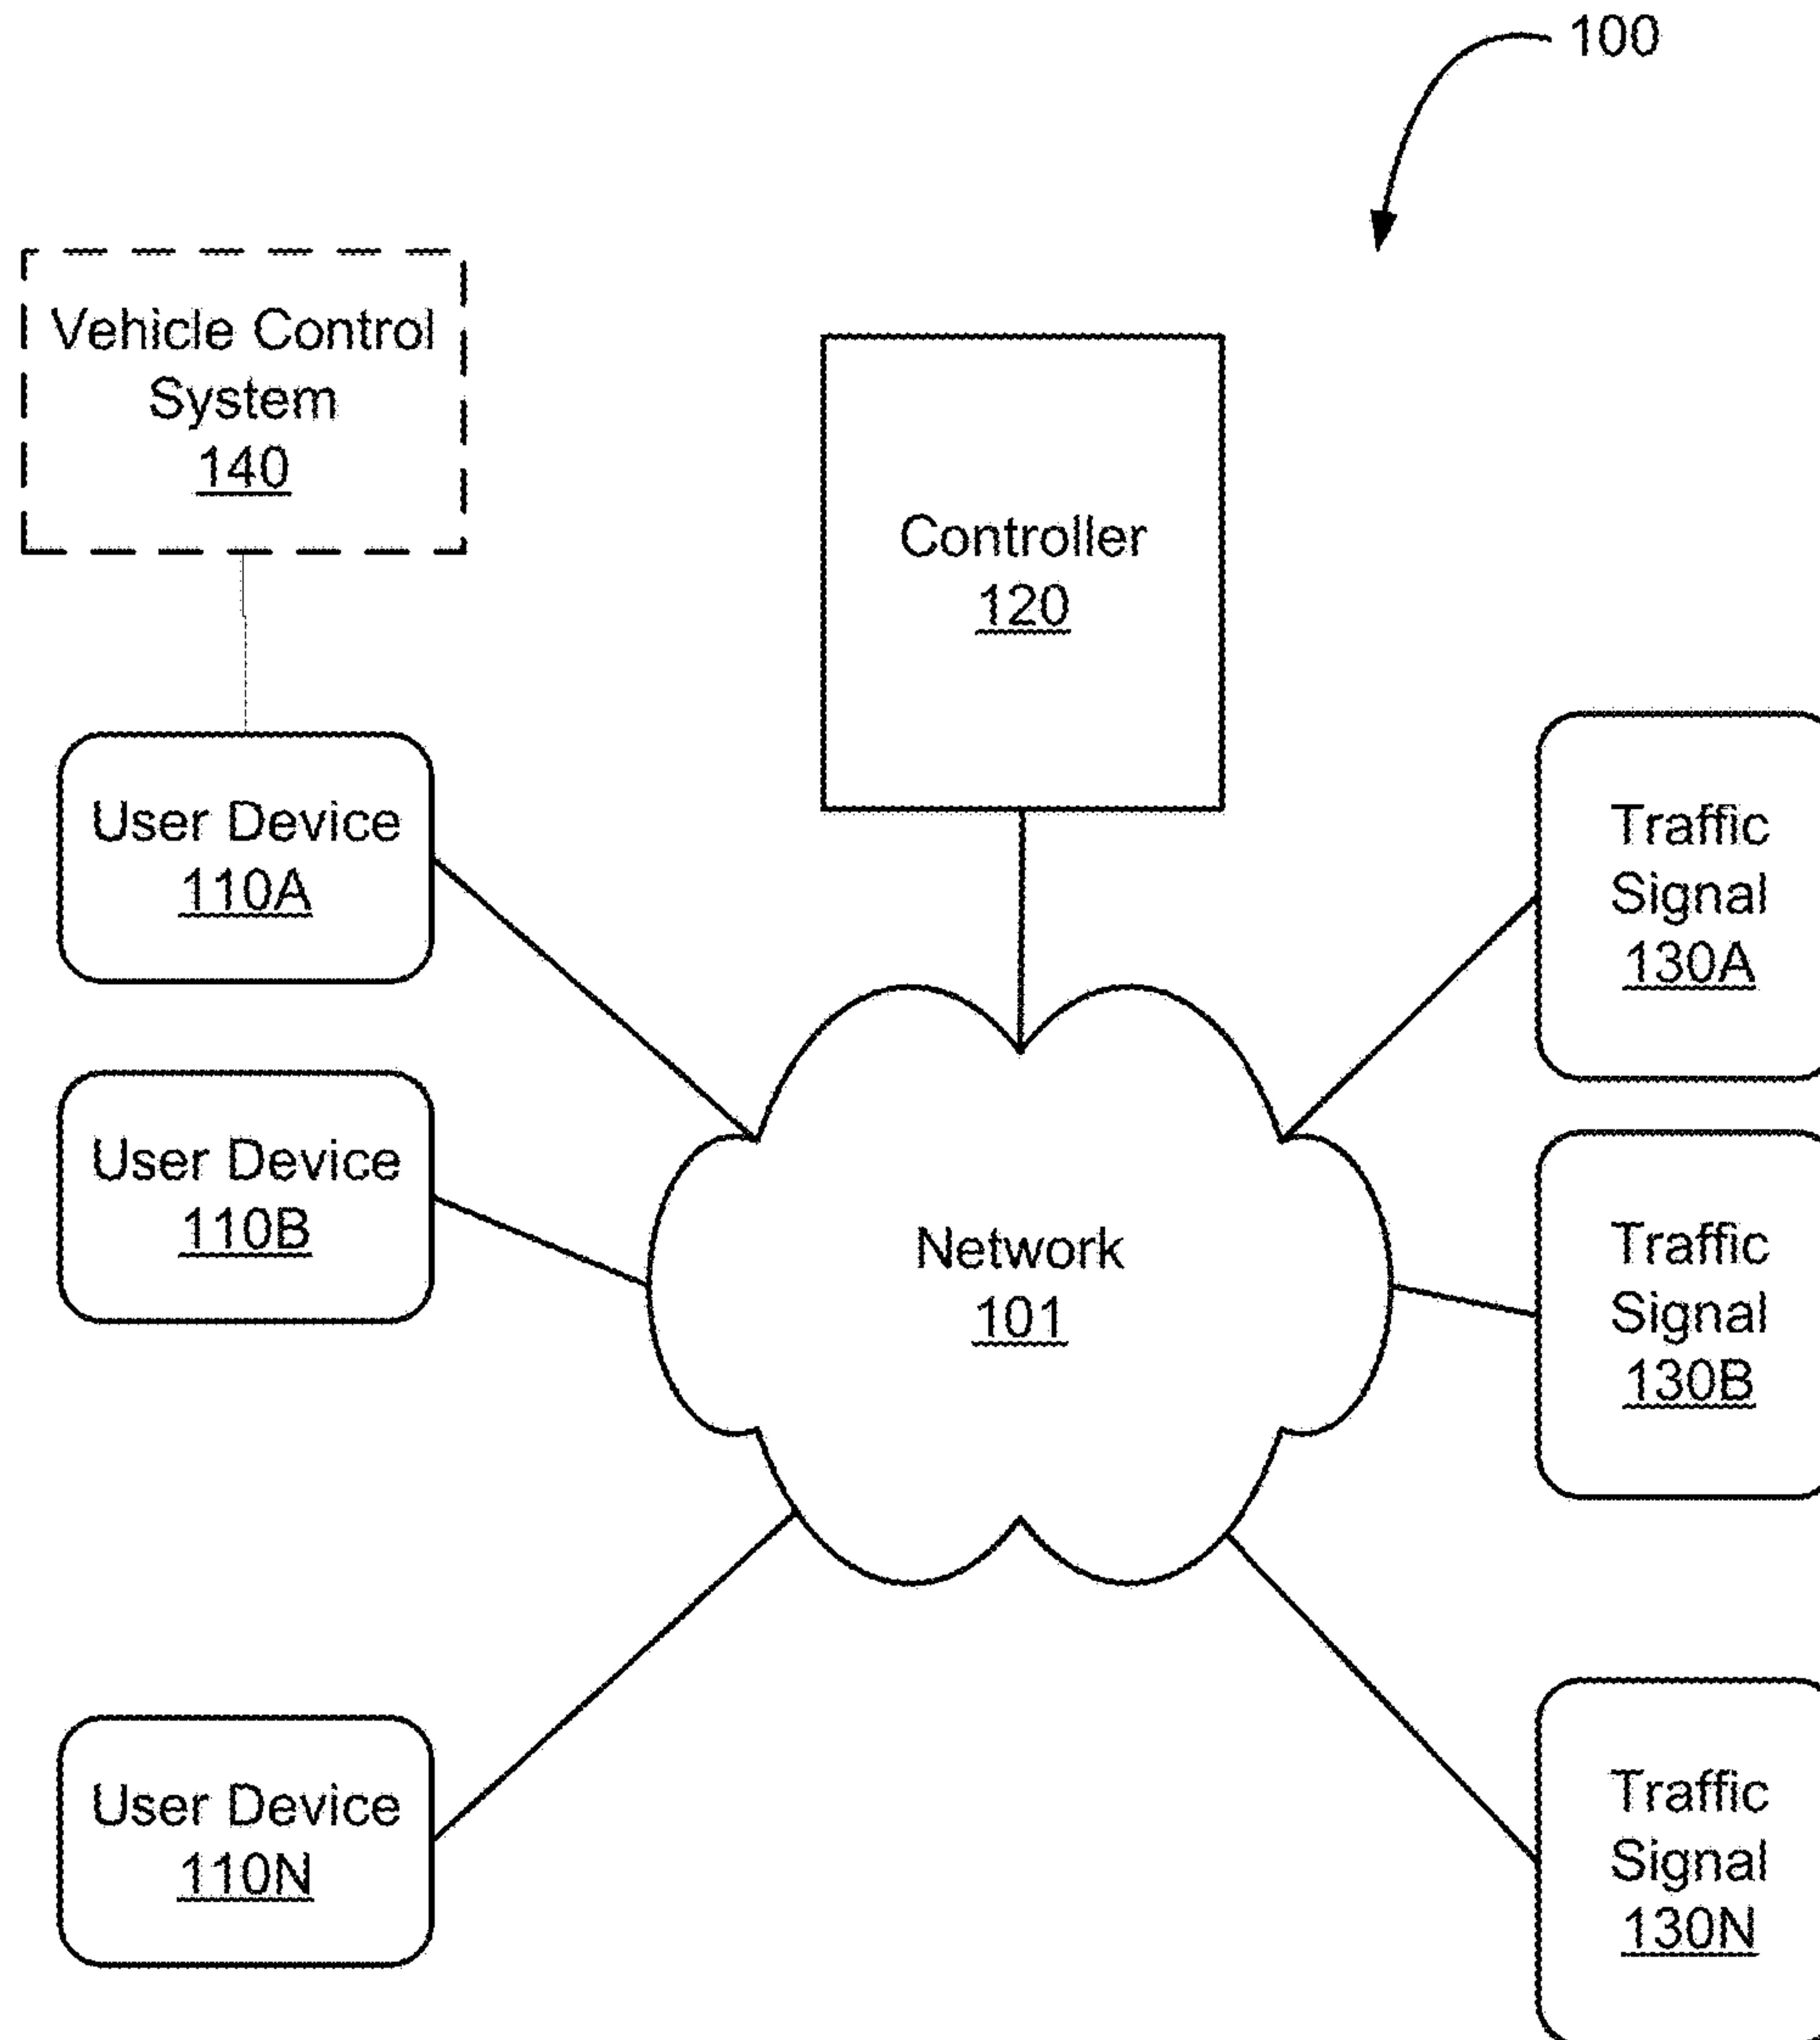 100
Vehicle Control
System
140
Controller
120
User Device
110A
Traffic
Signal
130A
User Device
110B
Network
101
Traffic
Signal
130B
User Device
110N
Traffic
Signal
130N